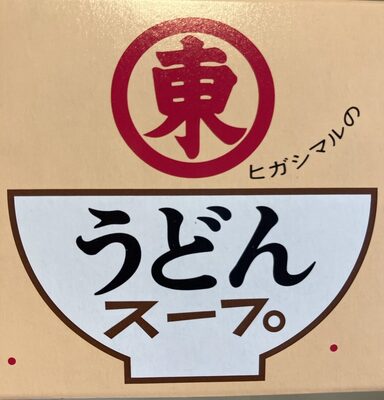 東
ヒガシマルの
うどん
スープ